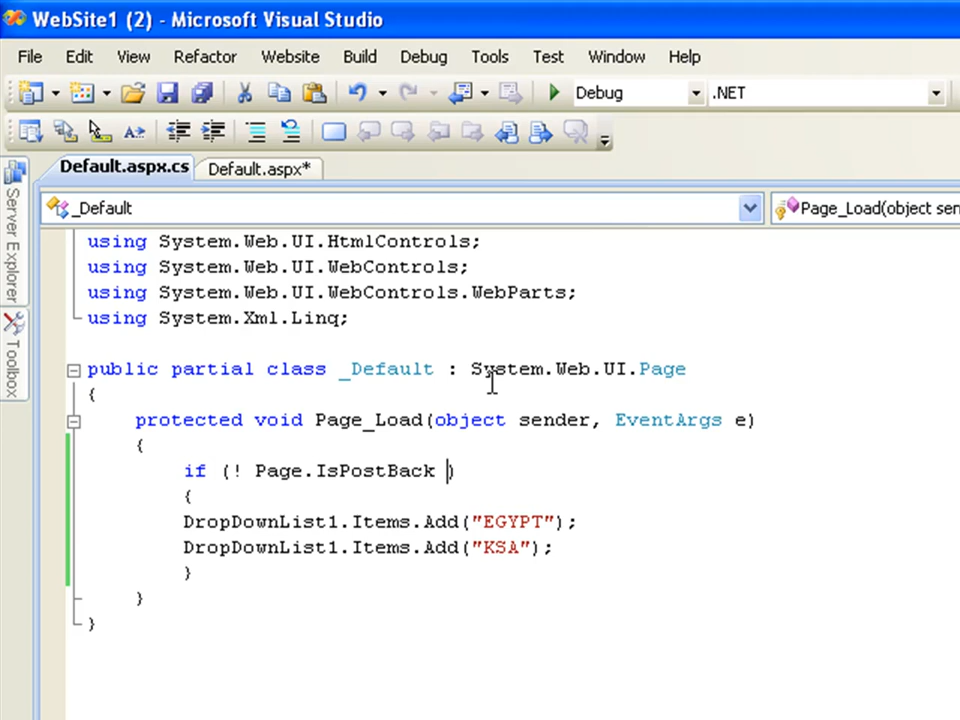 WebSite1 (2) - Microsoft Visual Studio
File Edit View Refactor Website Build Debug Tools Test Window Help
Debug .NET
Default.aspx.cs Default.aspx*
_Default Page_Load(object sen
Server Explorer
Toolbox
using System.Web.UI.HtmlControls;
using System.Web.UI.WebControls;
using System.Web.UI.WebControls.WebParts;
using System.Xml.Linq;
public partial class _Default : System.Web.UI.Page
{
protected void Page_Load(object sender, EventArgs e)
{
if (! Page.IsPostBack )
{
DropDownList1.Items.Add("EGYPT");
DropDownList1.Items.Add("KSA");
}
}
}